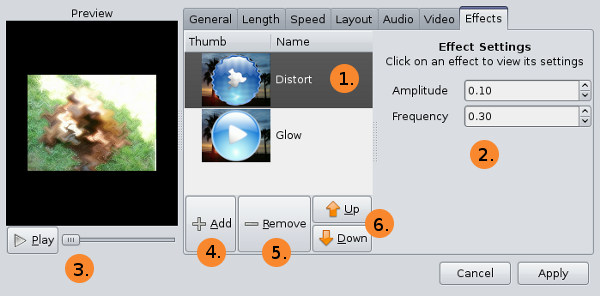 Preview
General Length Speed Layout Audio Video Effects
Thumb Name
Effect Settings
Click on an effect to view its settings
Distort 1.
Amplitude 0.10
Frequency 0.30
Glow
2.
Play
3.
Add
4.
Remove
5.
Up
6.
Down
Cancel Apply